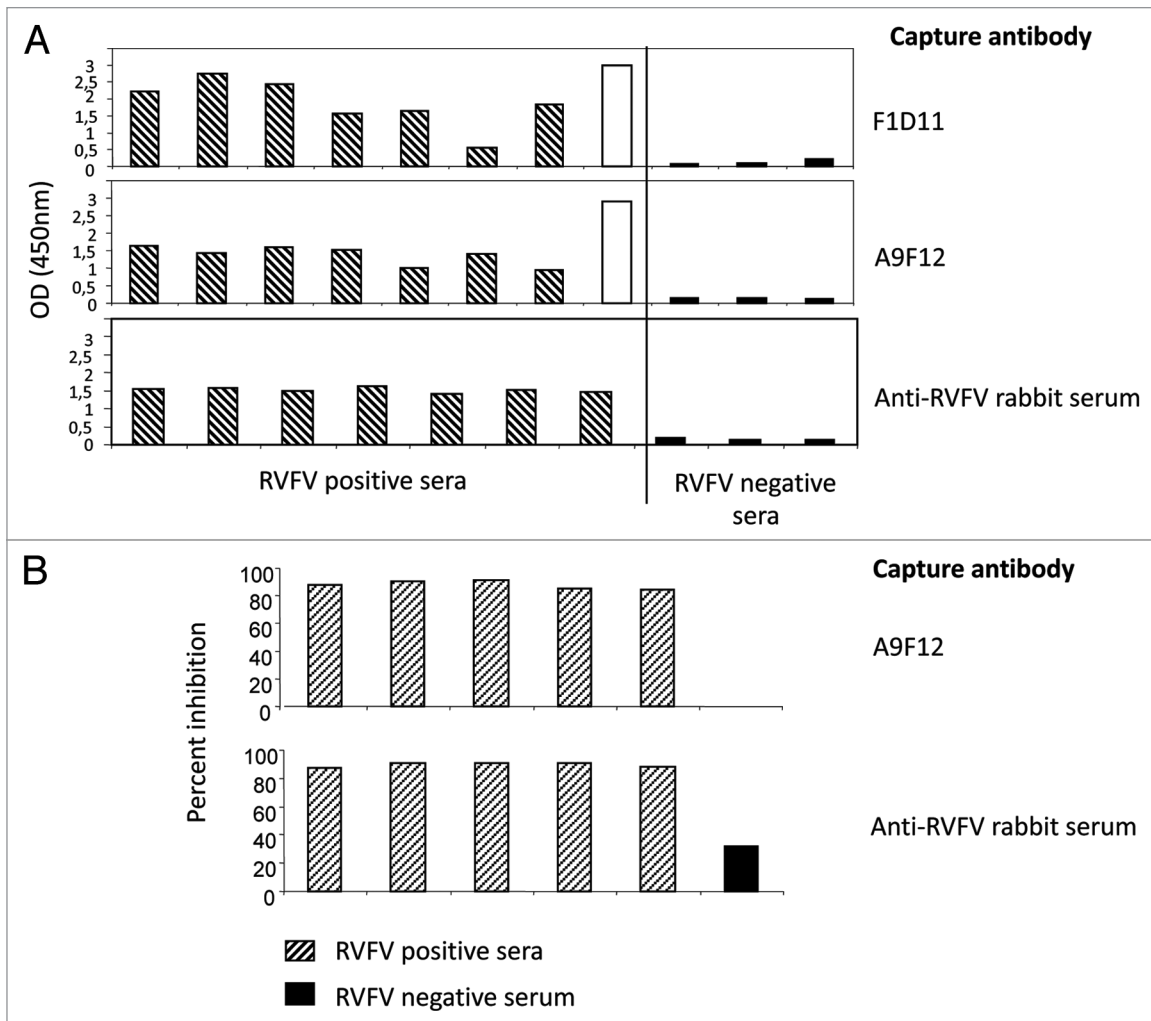 A
Capture antibody
OD (450nm)
3
2,5
2
1,5
1
0,5
0
F1D11
3
2,5
2
1,5
1
0,5
0
A9F12
3
2,5
2
1,5
1
0,5
0
Anti-RVFV rabbit serum
RVFV positive sera
RVFV negative
sera
B
Capture antibody
Percent inhibition
100
80
60
40
20
0
A9F12
100
80
60
40
20
0
Anti-RVFV rabbit serum
RVFV positive sera
RVFV negative serum